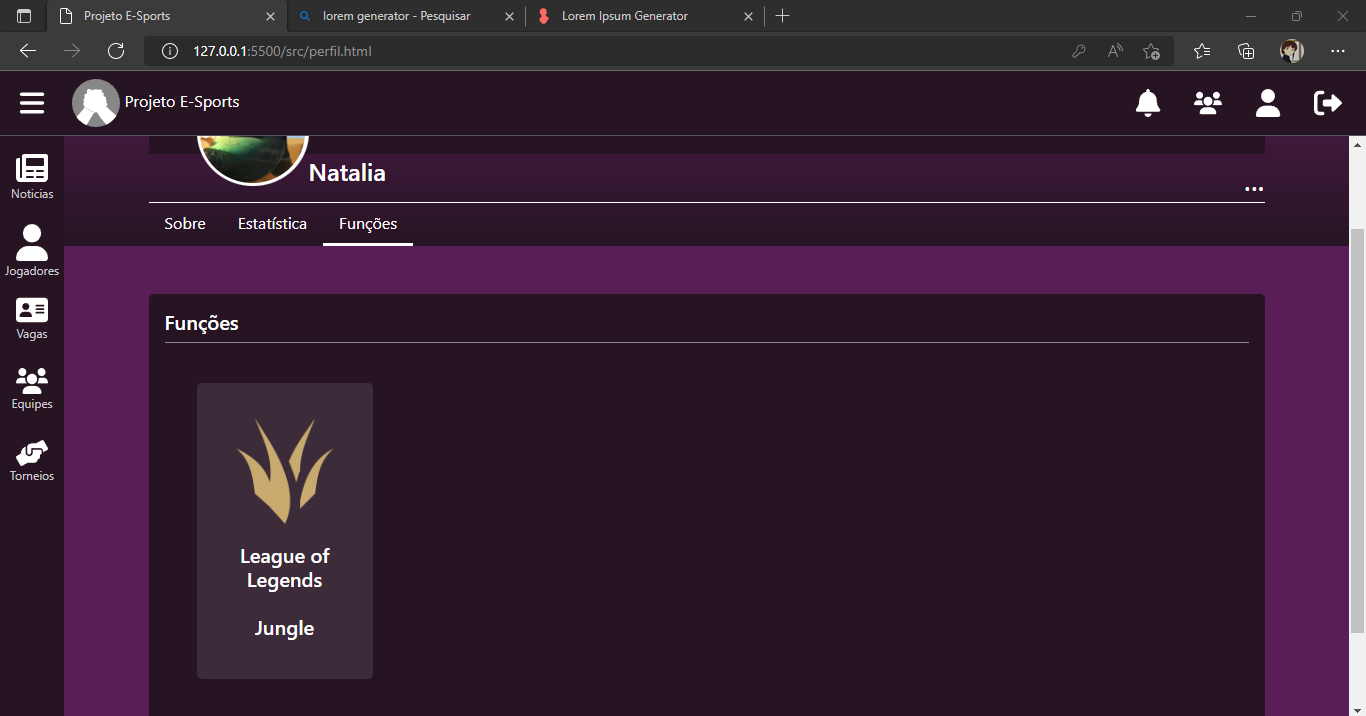 Projeto E-Sports
lorem generator - Pesquisar
Lorem Ipsum Generator
127.0.0.1:5500/src/perfil.html
Projeto E-Sports
Noticias
Jogadores
Vagas
Equipes
Torneios
Natalia
Sobre
Estatística
Funções
Funções
League of
Legends
Jungle